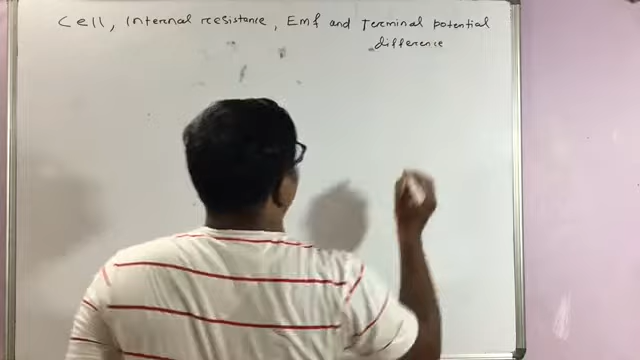 Cell, Internal resistance, Emf and Terminal potential
difference